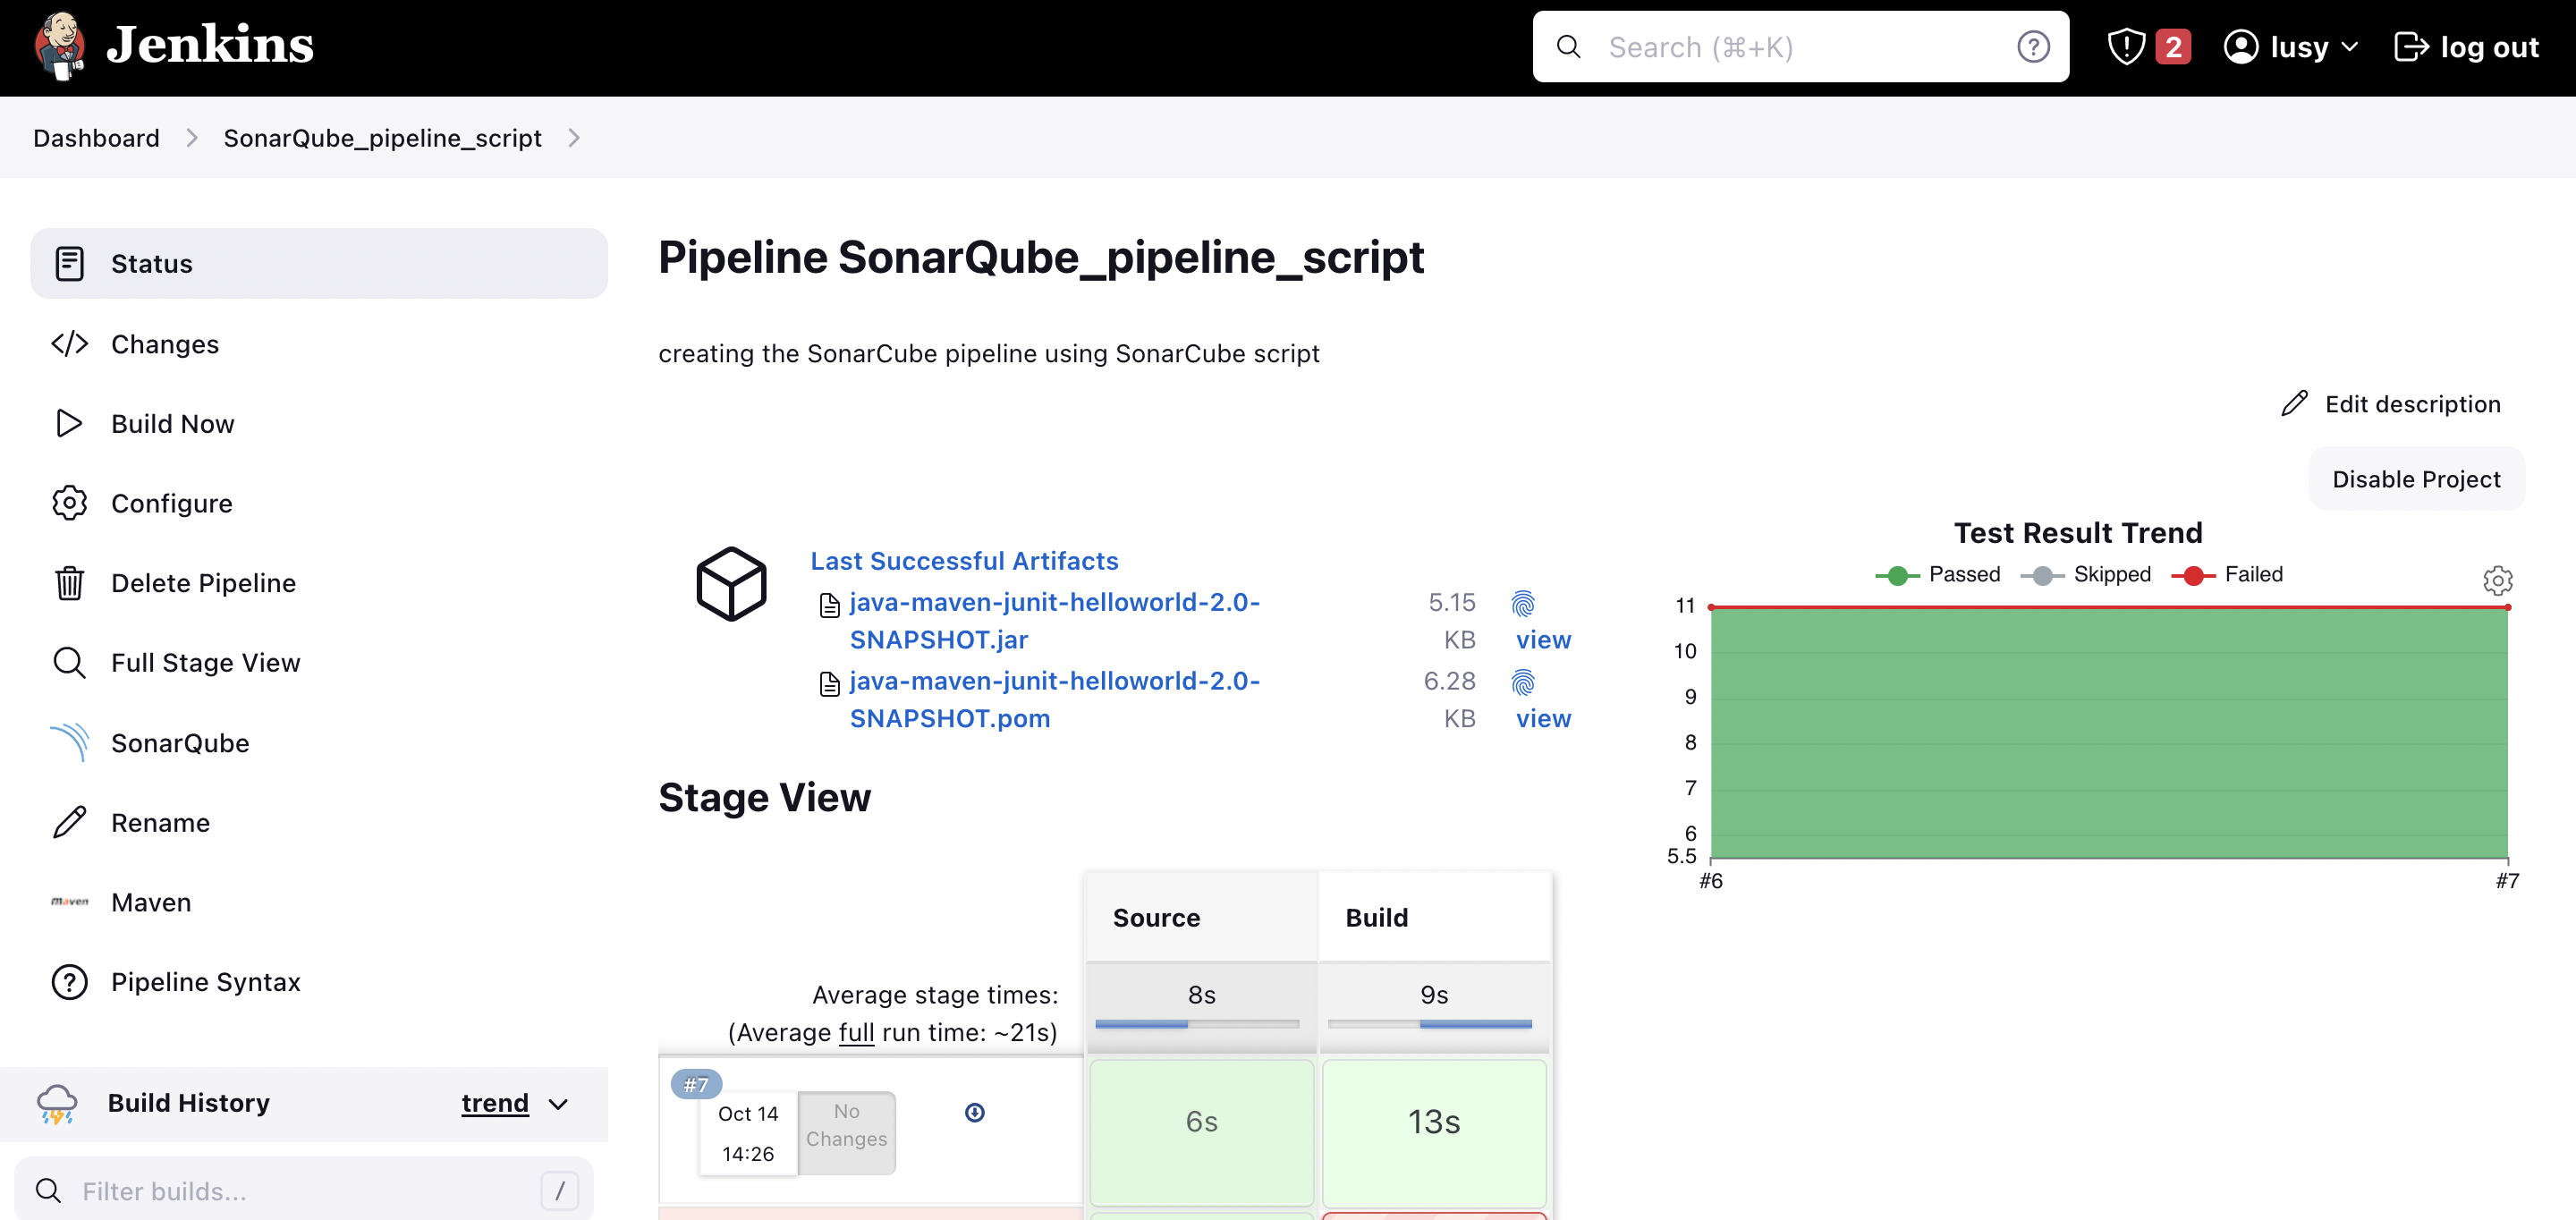 Jenkins
Search (⌘+K)
2
lusy
log out
Dashboard
SonarQube_pipeline_script
Status
Changes
Build Now
Configure
Delete Pipeline
Full Stage View
SonarQube
Rename
Maven
Maven
Pipeline Syntax
Build History
trend
Filter builds...
/
Pipeline SonarQube_pipeline_script
creating the SonarCube pipeline using SonarCube script
Edit description
Disable Project
Last Successful Artifacts
java-maven-junit-helloworld-2.0-
SNAPSHOT.jar
5.15
KB
view
java-maven-junit-helloworld-2.0-
SNAPSHOT.pom
6.28
KB
view
Test Result Trend
Passed Skipped Failed
11
10
9
8
7
6
5.5
#6 #7
Stage View
Source Build
Average stage times:
(Average full run time: ~21s)
8s 9s
#7
Oct 14
14:26
No
Changes
6s 13s